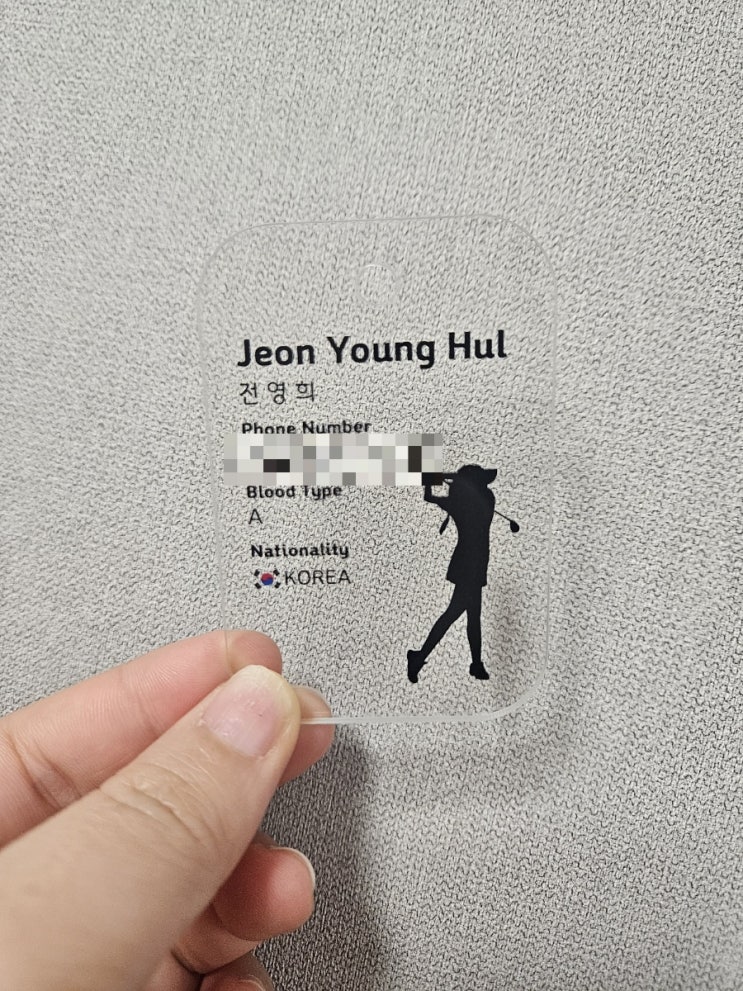 Jeon Young Hul
전 영 희
Phone Number
Blood Type
A
Nationality
KOREA